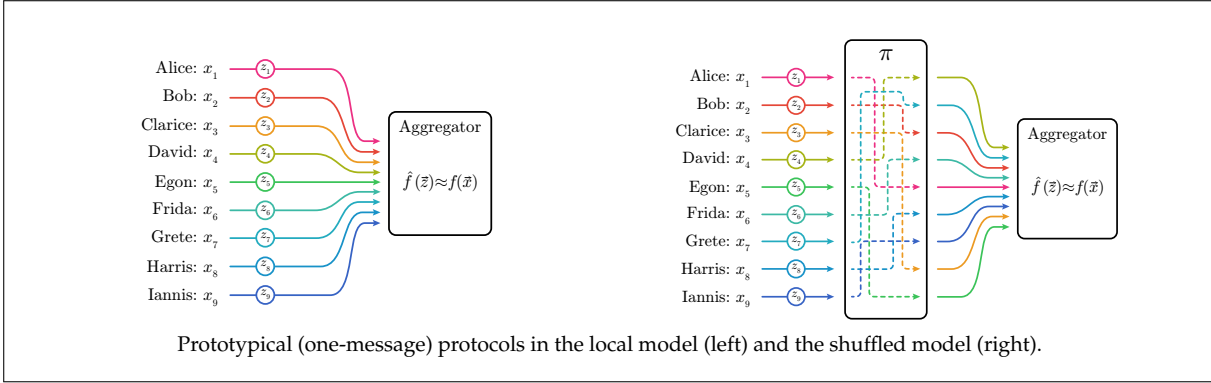 Alice: x₁ z₁
Bob: x₂ z₂
Clarice: x₃ z₃
David: x₄ z₄
Egon: x₅ z₅
Frida: x₆ z₆
Grete: x₇ z₇
Harris: x₈ z₈
Iannis: x₉ z₉
Aggregator
f̂(z⃗)≈f(x⃗)
π
Alice: x₁ z₁
Bob: x₂ z₂
Clarice: x₃ z₃
David: x₄ z₄
Egon: x₅ z₅
Frida: x₆ z₆
Grete: x₇ z₇
Harris: x₈ z₈
Iannis: x₉ z₉
Aggregator
f̂(z⃗)≈f(x⃗)
Prototypical (one-message) protocols in the local model (left) and the shuffled model (right).